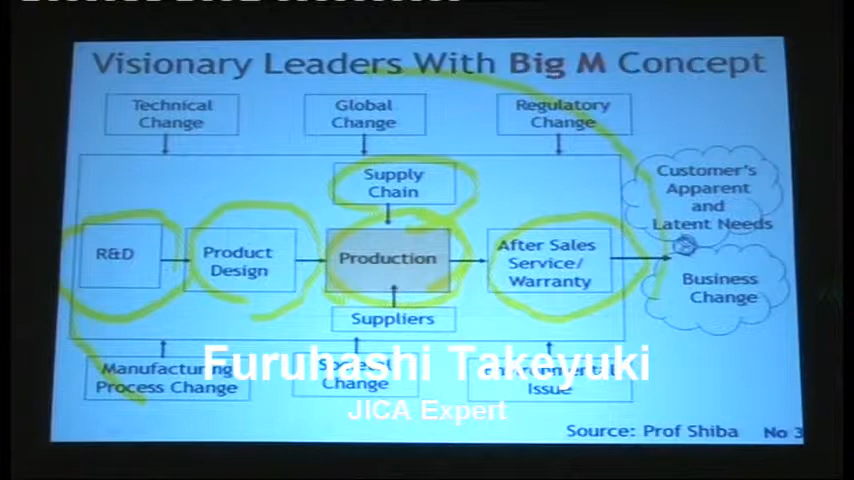 Visionary Leaders With Big M Concept
Technical
Change
Global
Change
Regulatory
Change
Supply
Chain
Customer's
Apparent
and
Latent Needs
R&D
Product
Design
Production
After Sales
Service/
Warranty
Business
Change
Suppliers
Manufacturing
Process Change
Change
Issue
Furuhashi Takeyuki
JICA Expert
Source: Prof Shiba
No 3